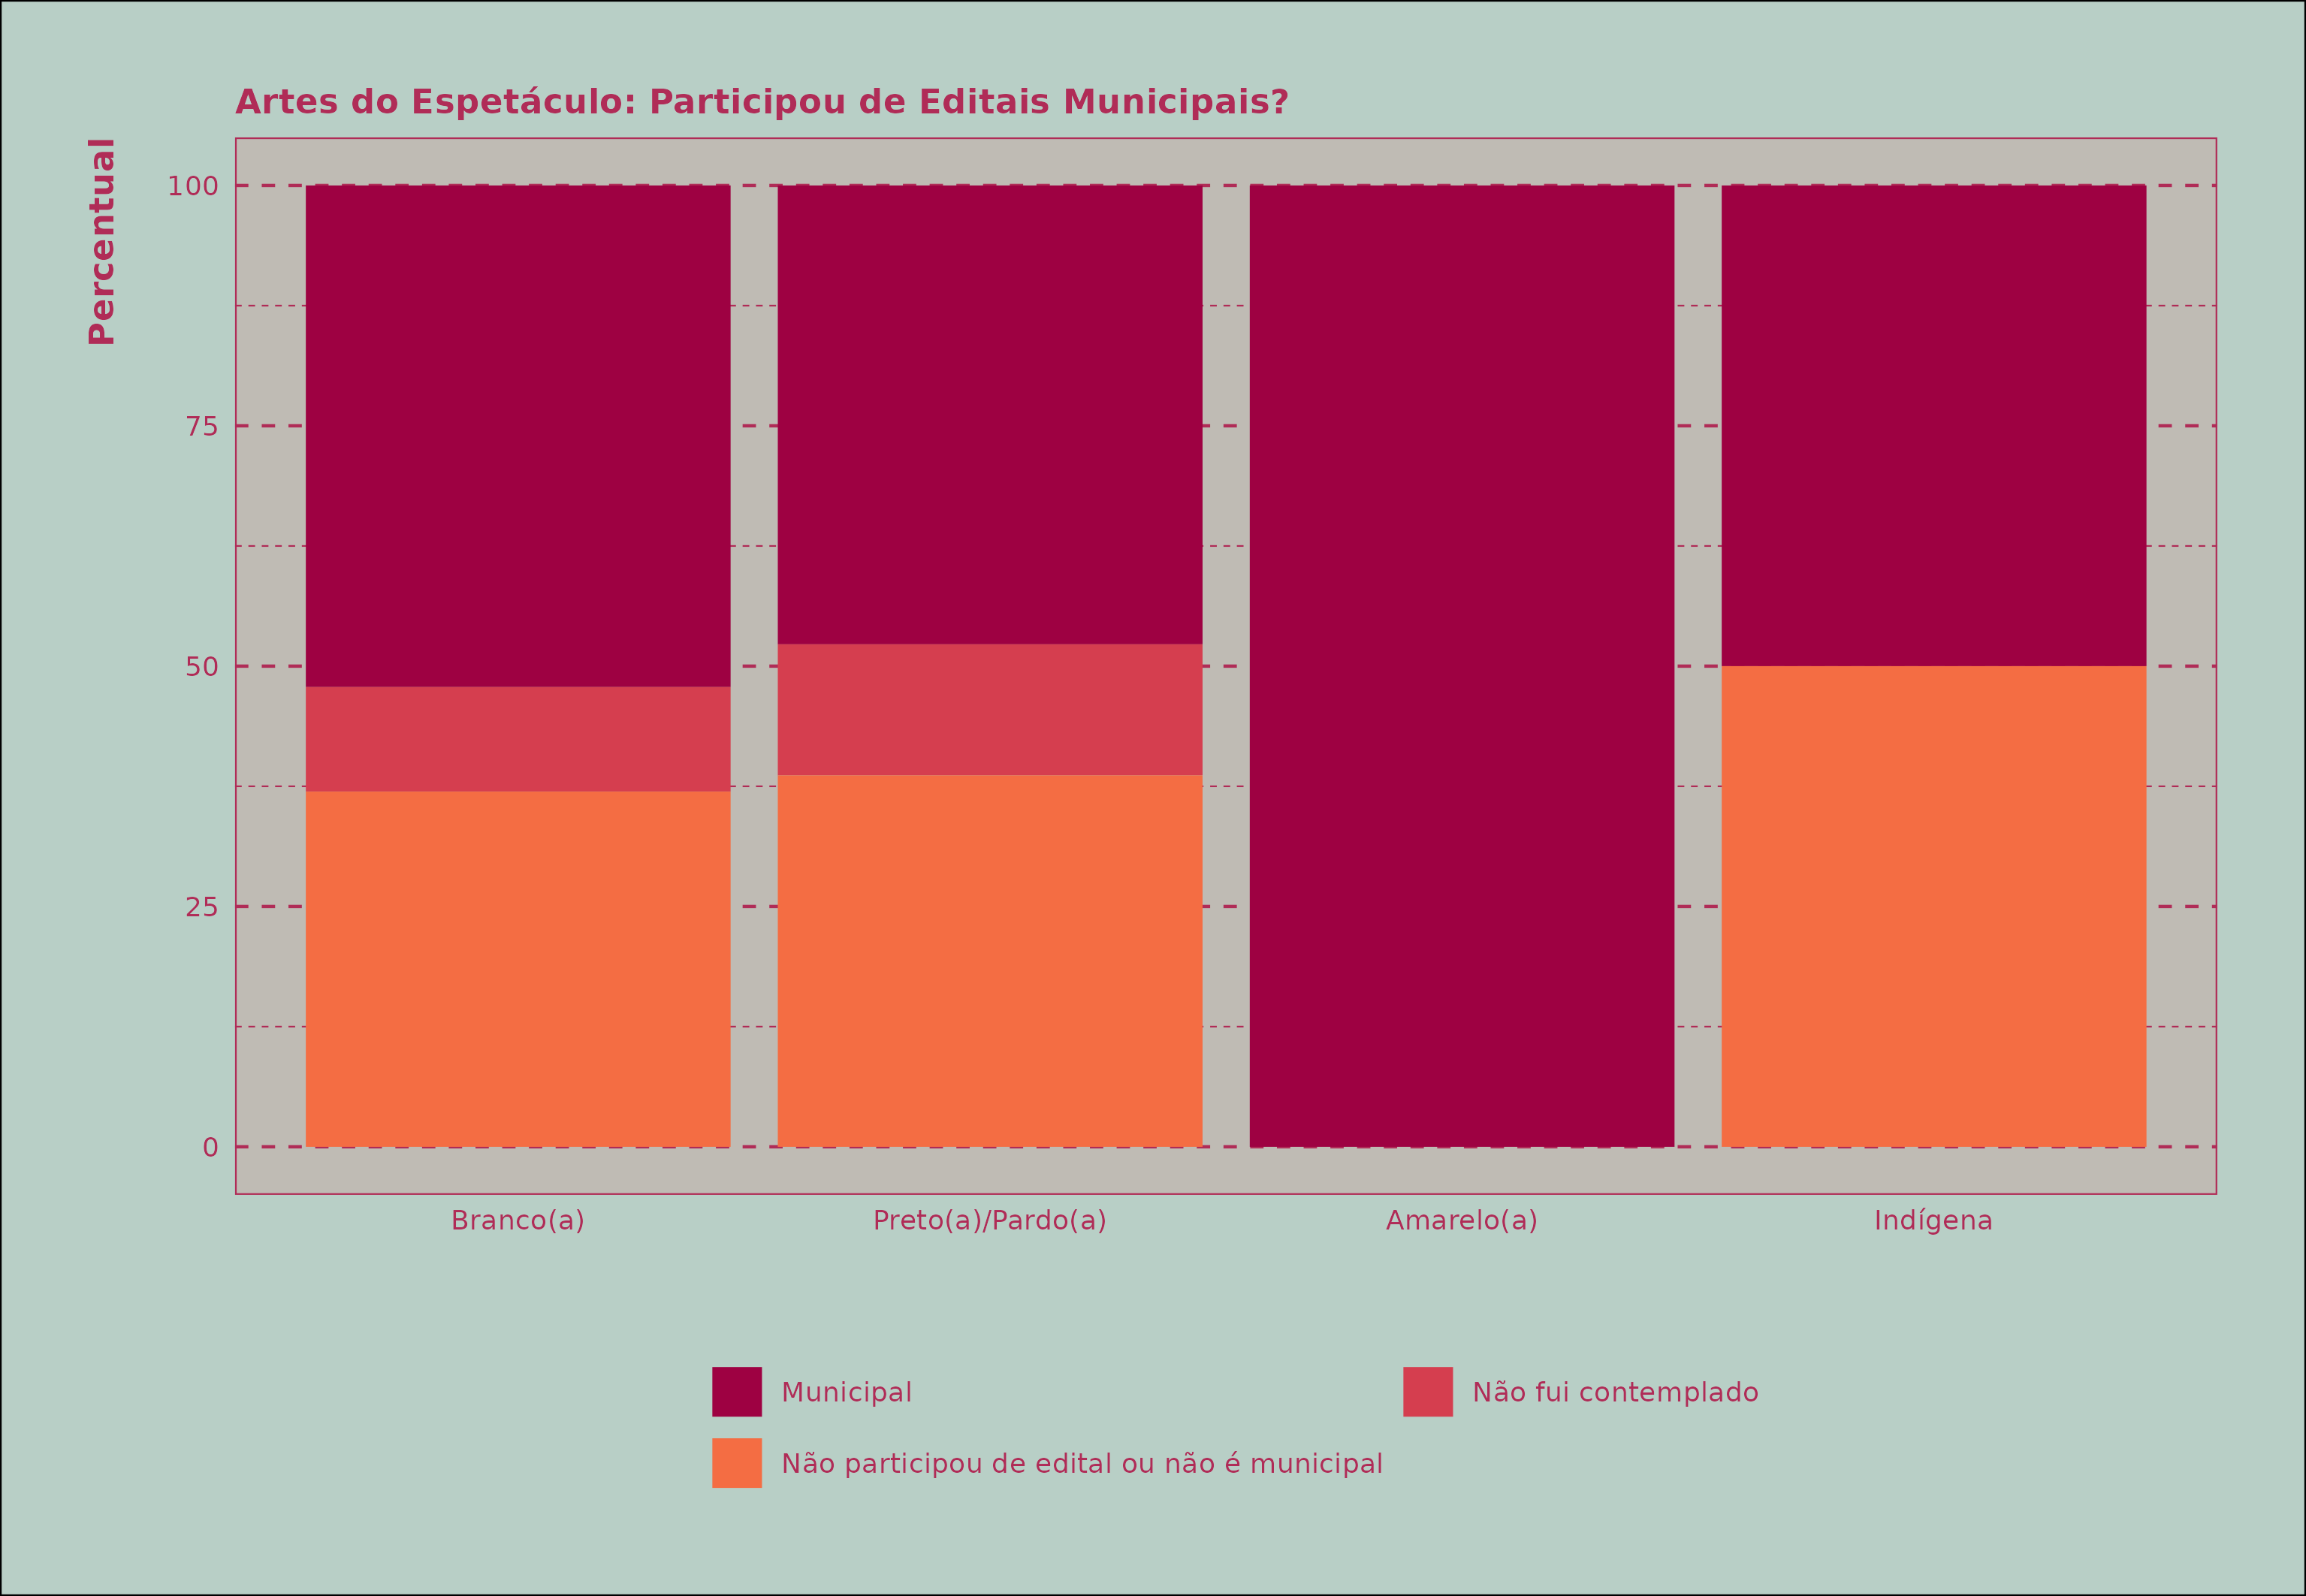 Artes do Espetáculo: Participou de Editais Municipais?
Percentual
100
75
50
25
0
Branco(a)
Preto(a)/Pardo(a)
Amarelo(a)
Indígena
Municipal
Não fui contemplado
Não participou de edital ou não é municipal